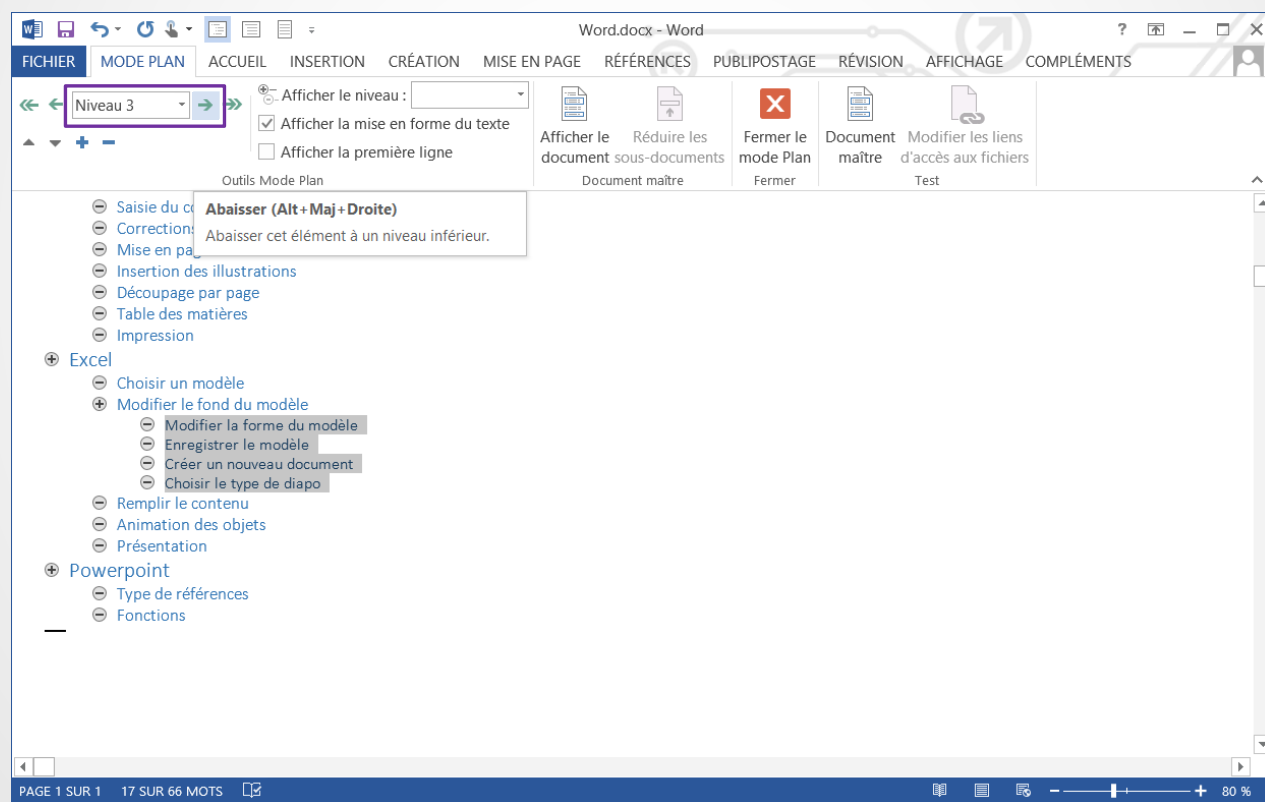 Word.docx - Word
FICHIER MODE PLAN ACCUEIL INSERTION CRÉATION MISE EN PAGE RÉFÉRENCES PUBLIPOSTAGE RÉVISION AFFICHAGE COMPLÉMENTS
Niveau 3
Afficher le niveau :
Afficher la mise en forme du texte
Afficher la première ligne
Outils Mode Plan
Afficher le
document
Réduire les
sous-documents
Document maître
Fermer le
mode Plan
Fermer
Document
maître
Modifier les liens
d'accès aux fichiers
Test
Abaisser (Alt+Maj+Droite)
Abaisser cet élément à un niveau inférieur.
Saisie du
Corrections
Mise en
Insertion des illustrations
Découpage par page
Table des matières
Impression
Excel
Choisir un modèle
Modifier le fond du modèle
Modifier la forme du modèle
Enregistrer le modèle
Créer un nouveau document
Choisir le type de diapo
Remplir le contenu
Animation des objets
Présentation
Powerpoint
Type de références
Fonctions
PAGE 1 SUR 1 17 SUR 66 MOTS 80 %